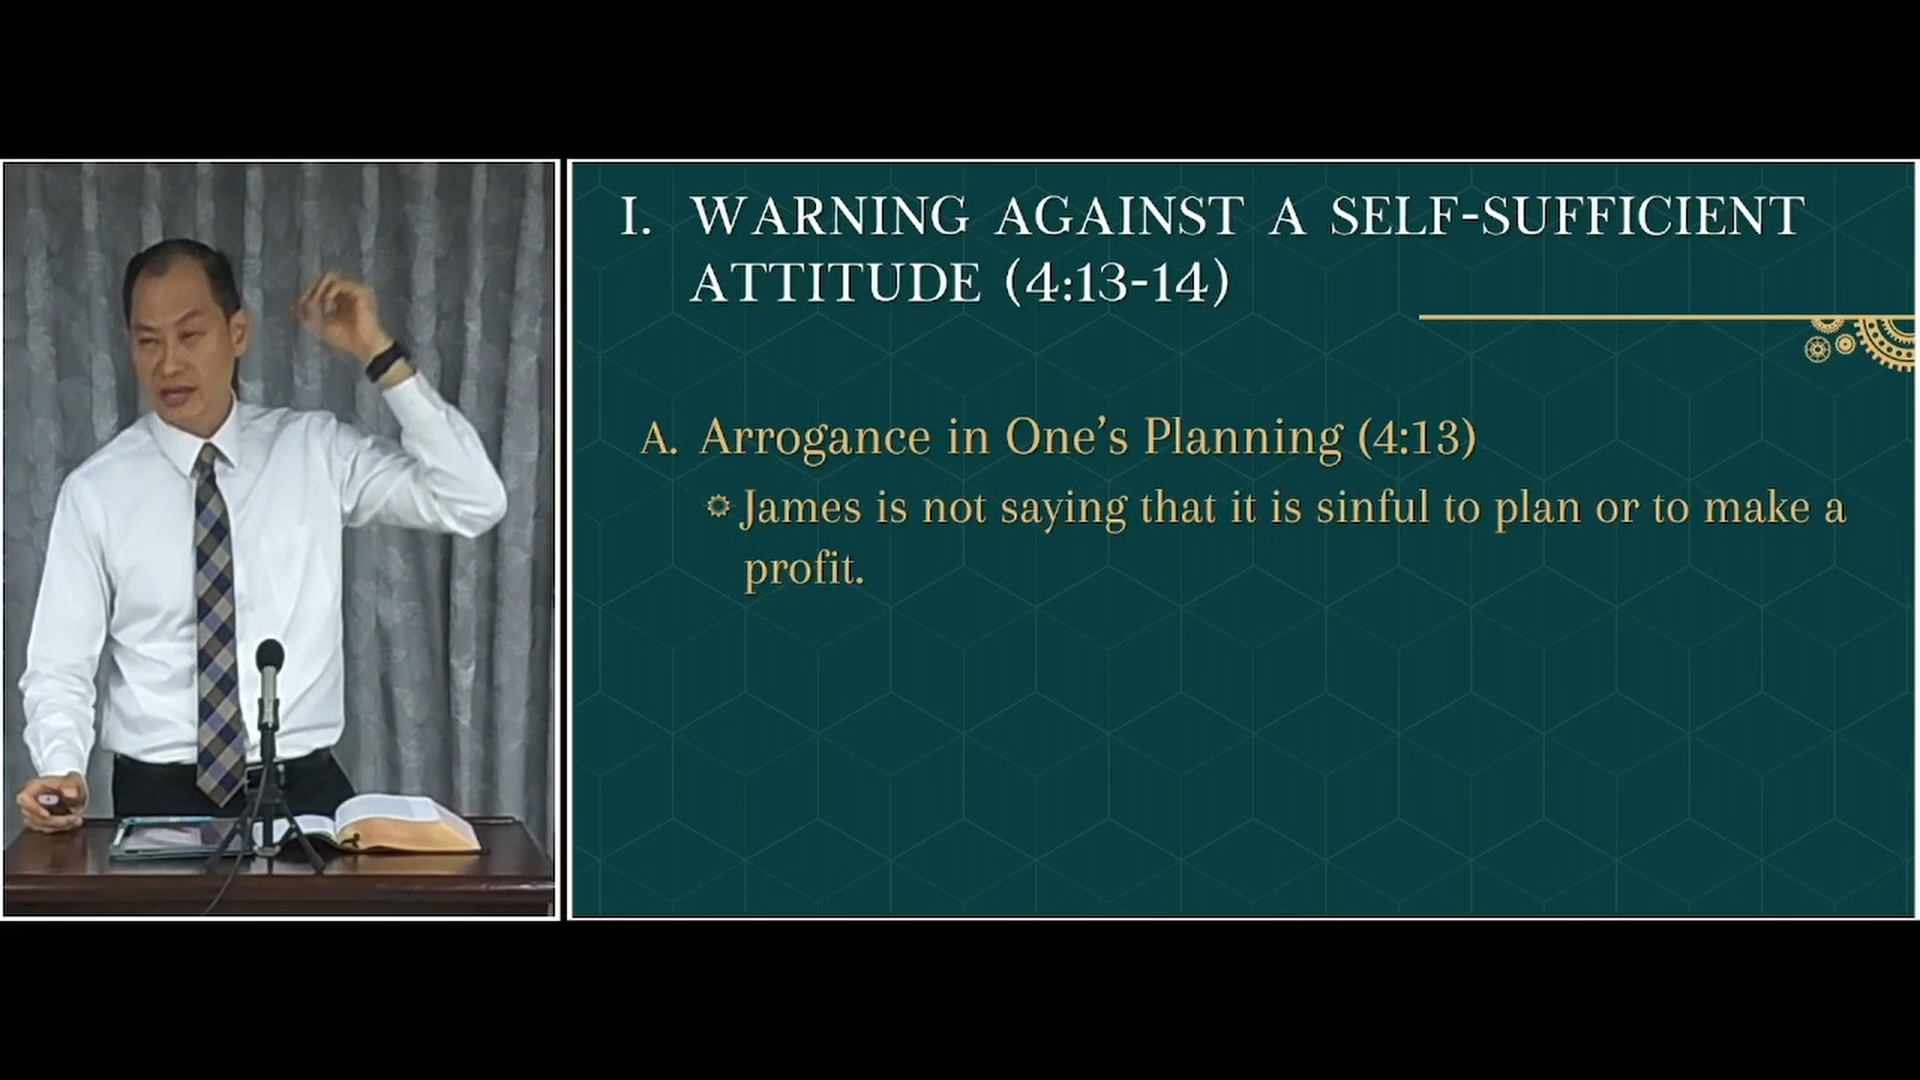 I. WARNING AGAINST A SELF-SUFFICIENT
ATTITUDE (4:13-14)
A. Arrogance in One's Planning (4:13)
James is not saying that it is sinful to plan or to make a
profit.